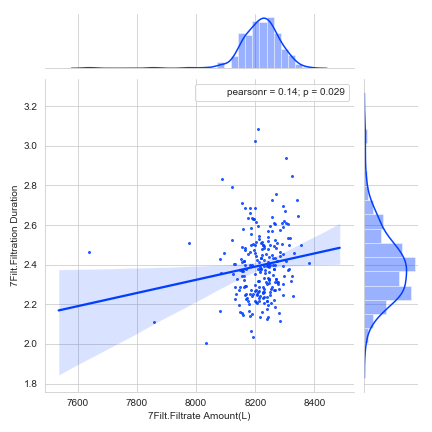 pearsonr = 0.14; p = 0.029
3.2
3.0
2.8
2.6
2.4
2.2
2.0
1.8
7Filt.Filtration Duration
7600 7800 8000 8200 8400
7Filt.Filtrate Amount(L)